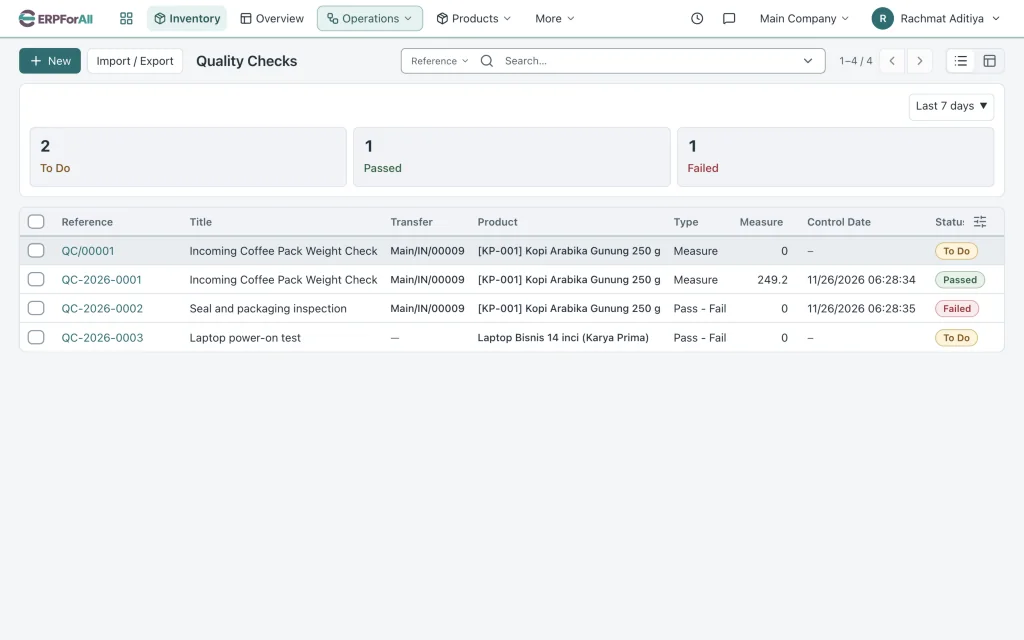 ERPForAll Inventory Overview Operations Products More Main Company R Rachmat Aditiya
+ New Import / Export Quality Checks Reference Search... 1–4 / 4
Last 7 days ▼
2 1 1
To Do Passed Failed
Reference Title Transfer Product Type Measure Control Date Status
QC/00001 Incoming Coffee Pack Weight Check Main/IN/00009 [KP-001] Kopi Arabika Gunung 250 g Measure 0 – To Do
QC-2026-0001 Incoming Coffee Pack Weight Check Main/IN/00009 [KP-001] Kopi Arabika Gunung 250 g Measure 249.2 11/26/2026 06:28:34 Passed
QC-2026-0002 Seal and packaging inspection Main/IN/00009 [KP-001] Kopi Arabika Gunung 250 g Pass - Fail 0 11/26/2026 06:28:35 Failed
QC-2026-0003 Laptop power-on test — Laptop Bisnis 14 inci (Karya Prima) Pass - Fail 0 – To Do